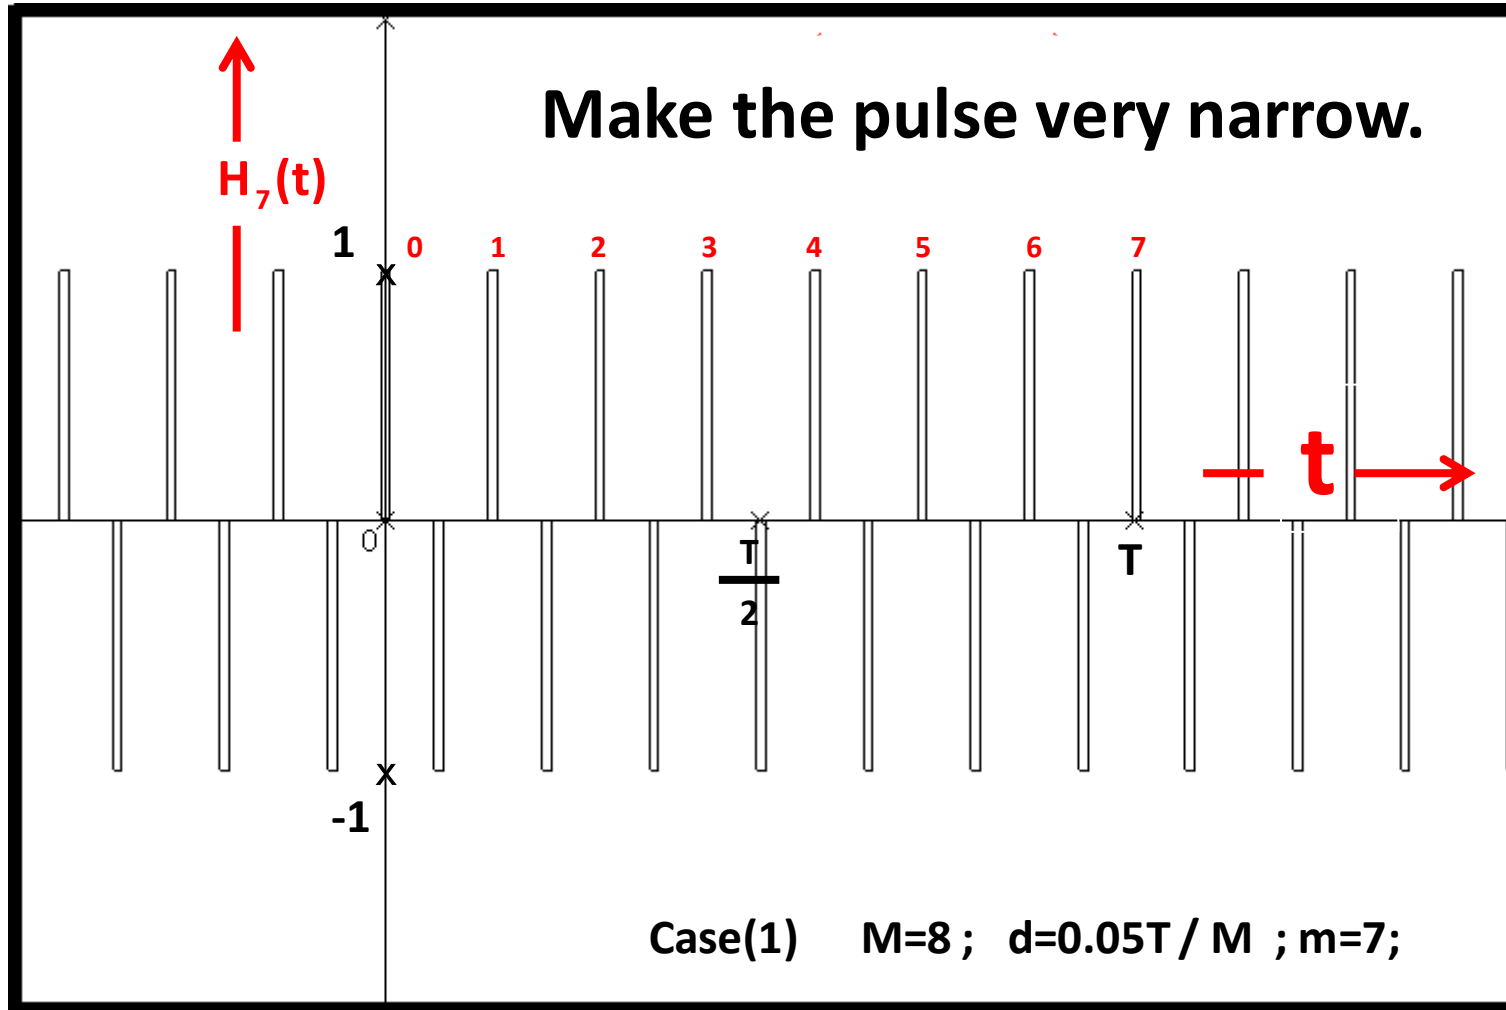 Make the pulse very narrow.
H7(t)
1 0 1 2 3 4 5 6 7
t
0
T
2
T
-1
Case(1) M=8 ; d=0.05T / M ; m=7;